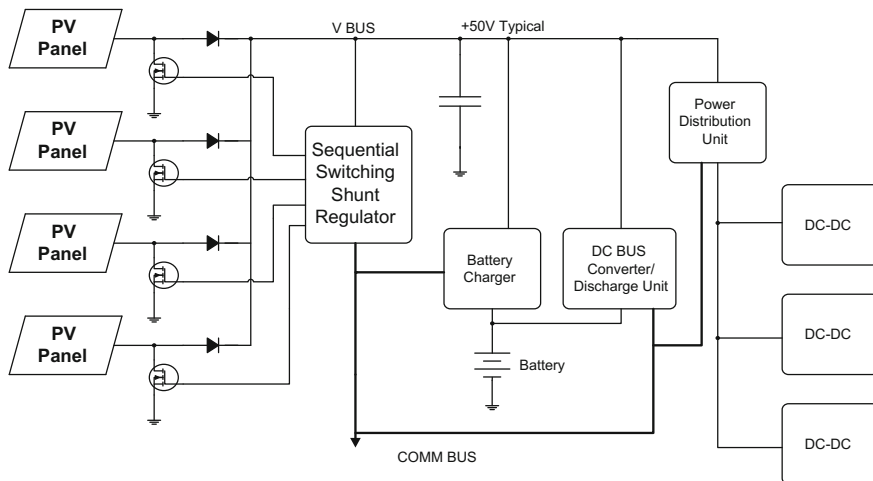 PV
Panel
V BUS
+50V Typical
PV
Panel
Sequential
Switching
Shunt
Regulator
Power
Distribution
Unit
PV
Panel
Battery
Charger
DC BUS
Converter/
Discharge Unit
DC-DC
PV
Panel
Battery
DC-DC
COMM BUS
DC-DC